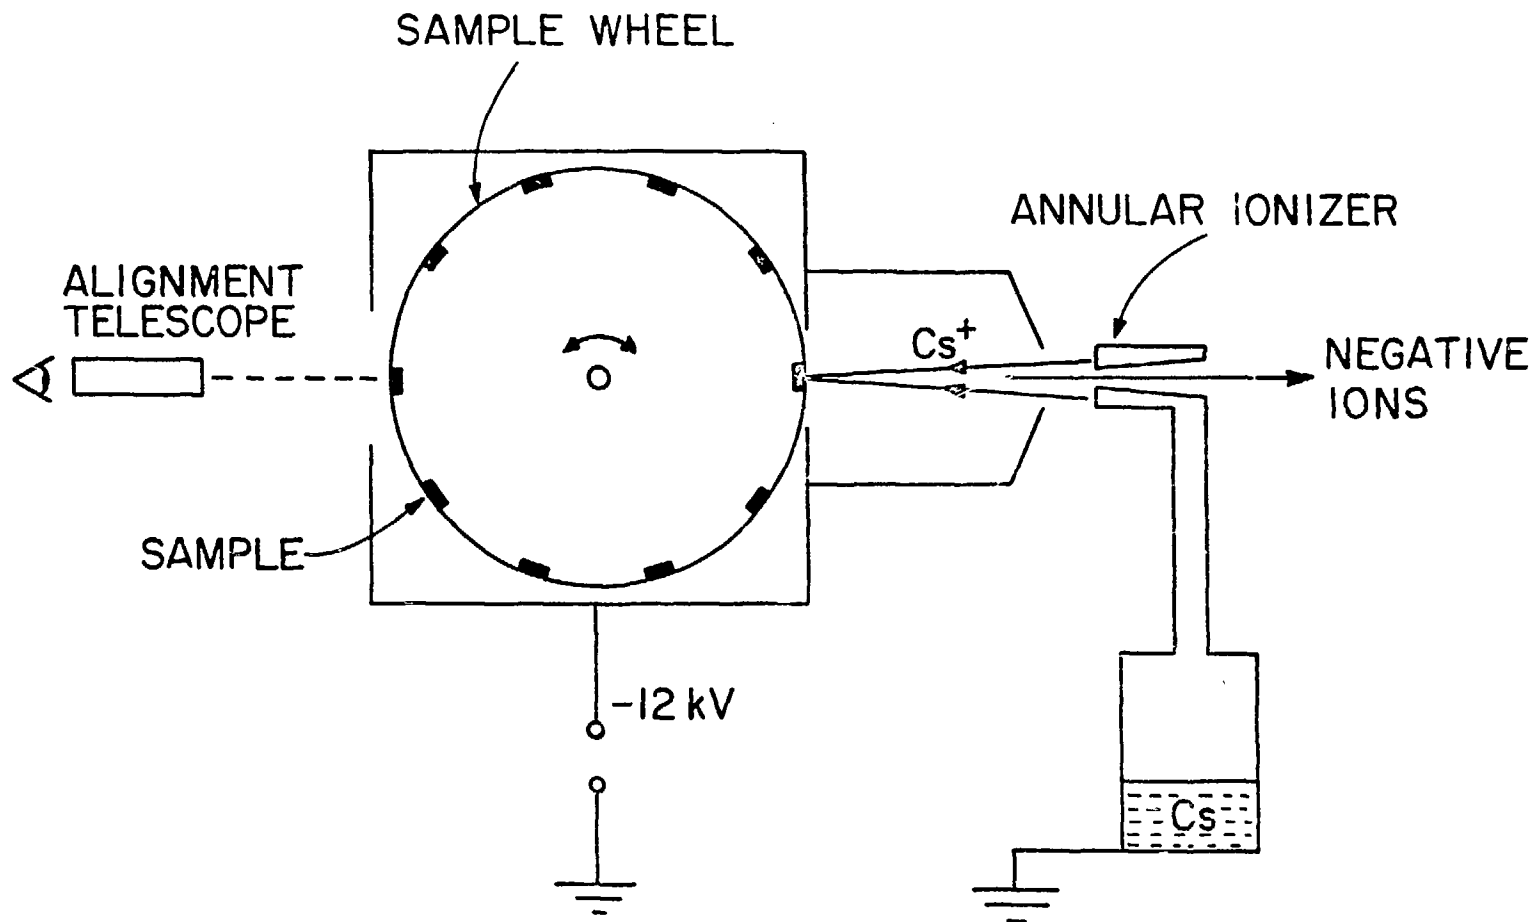 SAMPLE WHEEL
ANNULAR IONIZER
ALIGNMENT
TELESCOPE
Cs+
NEGATIVE
IONS
SAMPLE
-12 kV
Cs